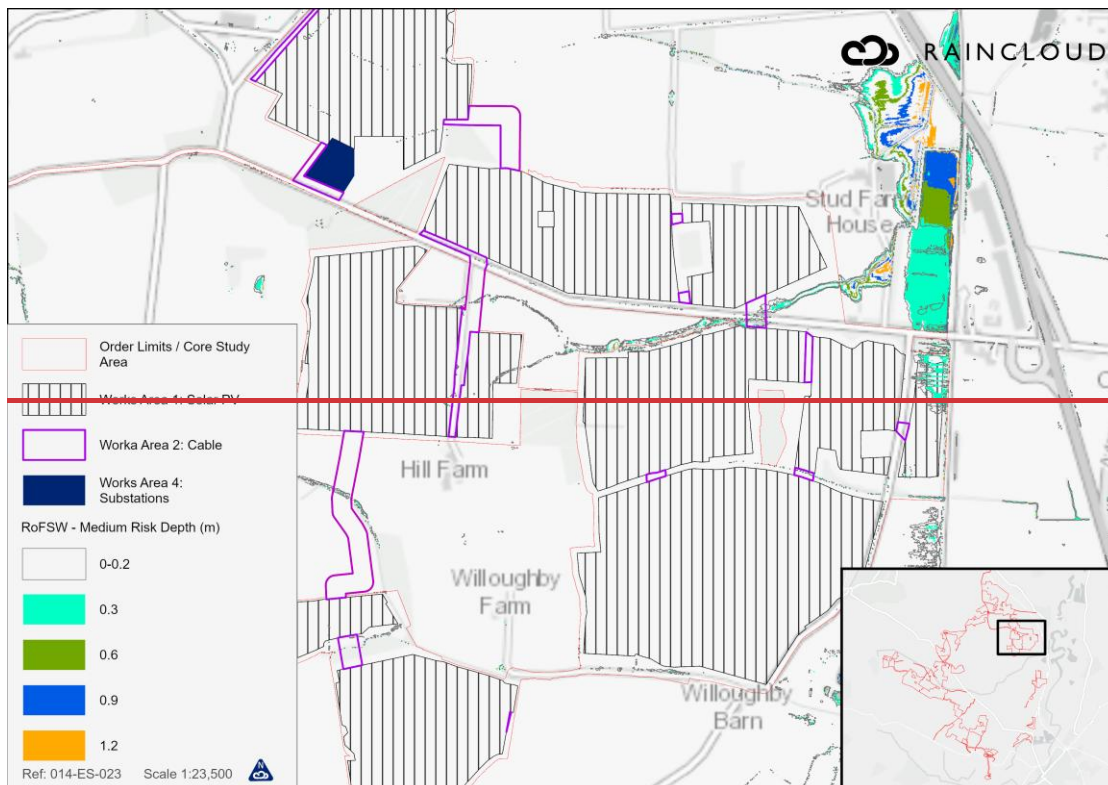 RAINCLOUD
Stud Farm
House
Order Limits / Core Study
Area
Works Area 1: Solar PV
Worka Area 2: Cable
Works Area 4:
Substations
RoFSW - Medium Risk Depth (m)
0-0.2
0.3
0.6
0.9
1.2
Ref: 014-ES-023 Scale 1:23,500
N
Hill Farm
Willoughby
Farm
Willoughby
Barn